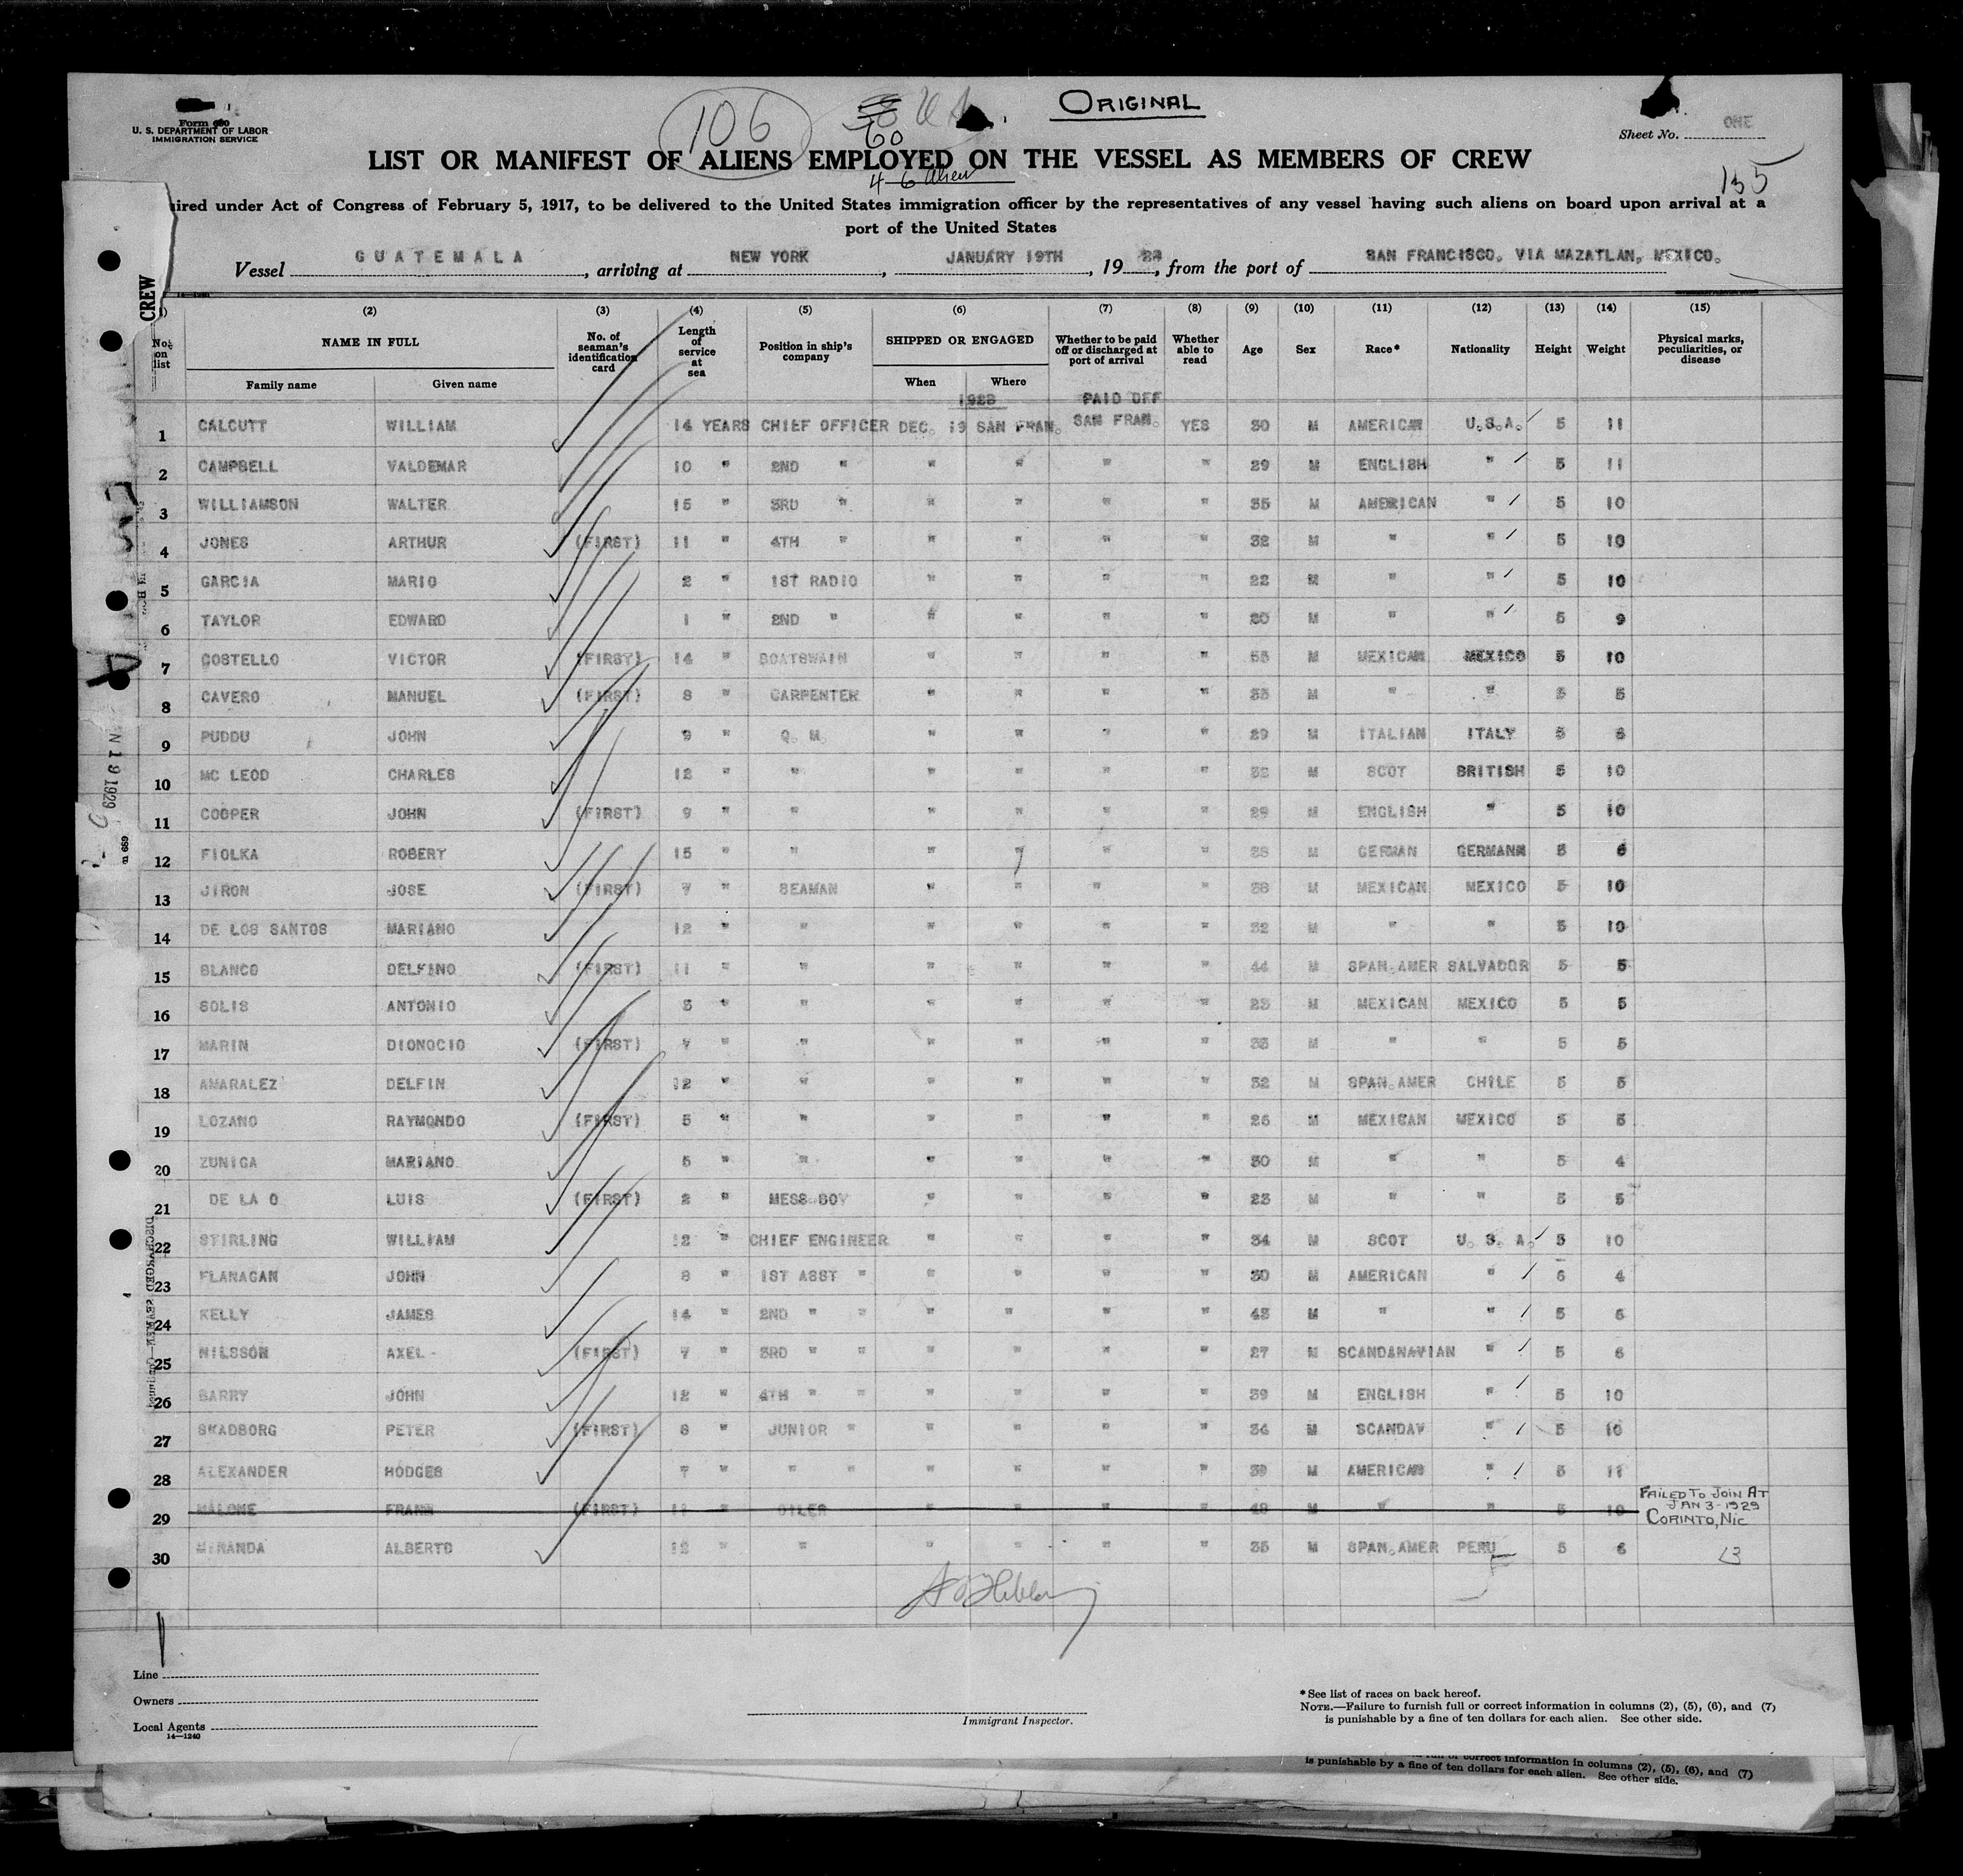 ORIGINAL
106
60
Form 680
U. S. DEPARTMENT OF LABOR
IMMIGRATION SERVICE
Sheet No. ONE
LIST OR MANIFEST OF ALIENS EMPLOYED ON THE VESSEL AS MEMBERS OF CREW
46 alien
155
ired under Act of Congress of February 5, 1917, to be delivered to the United States immigration officer by the representatives of any vessel having such aliens on board upon arrival at a
port of the United States
Vessel GUATEMALA, arriving at NEW YORK, JANUARY 19TH, 19, from the port of SAN FRANCISCO, VIA MAZATLAN, MEXICO.
CREW
(2) (3) (4) (5) (6) (7) (8) (9) (10) (11) (12) (13) (14) (15)
No. on list NAME IN FULL No. of seaman's identification card Length of service at sea Position in ship's company SHIPPED OR ENGAGED Whether to be paid off or discharged at port of arrival Whether able to read Age Sex Race* Nationality Height Weight Physical marks, peculiarities, or disease
Family name Given name When Where
1928 PAID OFF
1 CALCUTT WILLIAM 14 YEARS CHIEF OFFICER DEC. 19 SAN FRAN. SAN FRAN. YES 30 M AMERICAN U.S.A. 5 11
2 CAMPBELL VALDEMAR 10 " 2ND " " " " " 29 M ENGLISH " 5 11
3 WILLIAMSON WALTER 15 " 3RD " " " " " 35 M AMERICAN " 5 10
4 JONES ARTHUR (FIRST) 11 " 4TH " " " " " 32 M " " 5 10
5 GARCIA MARIO 2 " 1ST RADIO " " " " 22 M " " 5 10
6 TAYLOR EDWARD 1 " 2ND " " " " " 20 M " " 5 9
7 COSTELLO VICTOR (FIRST) 14 " BOATSWAIN " " " " 55 M MEXICAN MEXICO 5 10
8 CAVERO MANUEL (FIRST) 8 " CARPENTER " " " " 33 M " " 5 5
9 PUDDU JOHN 9 " Q. M. " " " " 29 M ITALIAN ITALY 5 6
10 MC LEOD CHARLES 12 " " " " " " M SCOT BRITISH 5 10
11 COOPER JOHN (FIRST) 9 " " " " " " 29 M ENGLISH " 5 10
12 FIOLKA ROBERT 15 " " " " " " 38 M GERMAN GERMANN 5 6
13 JIRON JOSE (FIRST) 7 " SEAMAN " " " " 38 M MEXICAN MEXICO 5 10
14 DE LOS SANTOS MARIANO 12 " " " " " " 32 M " " 5 10
15 BLANCO DELFINO (FIRST) 11 " " " " " " 44 M SPAN.AMER SALVADOR 5 5
16 SOLIS ANTONIO 3 " " " " " " 23 M MEXICAN MEXICO 5 5
17 MARIN DIONOCIO (FIRST) 7 " " " " " " 33 M " " 5 5
18 AMARALEZ DELFIN 12 " " " " " " 32 M SPAN.AMER CHILE 5 5
19 LOZANO RAYMONDO (FIRST) 5 " " " " " " 26 M MEXICAN MEXICO 5 5
20 ZUNIGA MARIANO 5 " " " " " " 30 M " " 5 4
21 DE LA O LUIS (FIRST) 2 " MESS BOY " " " " 23 M " " 5 5
22 STIRLING WILLIAM 12 " CHIEF ENGINEER " " " " 34 M SCOT U. S. A. 5 10
23 FLANAGAN JOHN 8 " 1ST ASST " " " " " 30 M AMERICAN " 6 4
24 KELLY JAMES 14 " 2ND " " " " " " 43 M " " 5 6
25 NILSSON AXEL (FIRST) 7 " 3RD " " " " " " 27 M SCANDANAVIAN " 5 6
26 BARRY JOHN 12 " 4TH " " " " " " 39 M ENGLISH " 5 10
27 SKADBORG PETER (FIRST) 8 " JUNIOR " " " " " 34 M SCANDAV " 5 10
28 ALEXANDER HODGES 7 " " " " " " " 39 M AMERICAN " 5 11
29 MALONE FRANK (FIRST) " OILER " " " " 48 M " " 5 10 FAILED TO JOIN AT JAN 3-1929 CORINTO, NIC
30 MIRANDA ALBERTO 12 " " " " " " 35 M SPAN.AMER PERU 5 6
N 19 1929
Line
Owners
Local Agents
14—1240
Immigrant Inspector.
* See list of races on back hereof.
NOTE.—Failure to furnish full or correct information in columns (2), (5), (6), and (7)
is punishable by a fine of ten dollars for each alien. See other side.
correct information in columns (2), (5), (6), and (7)
is punishable by a fine of ten dollars for each alien. See other side.